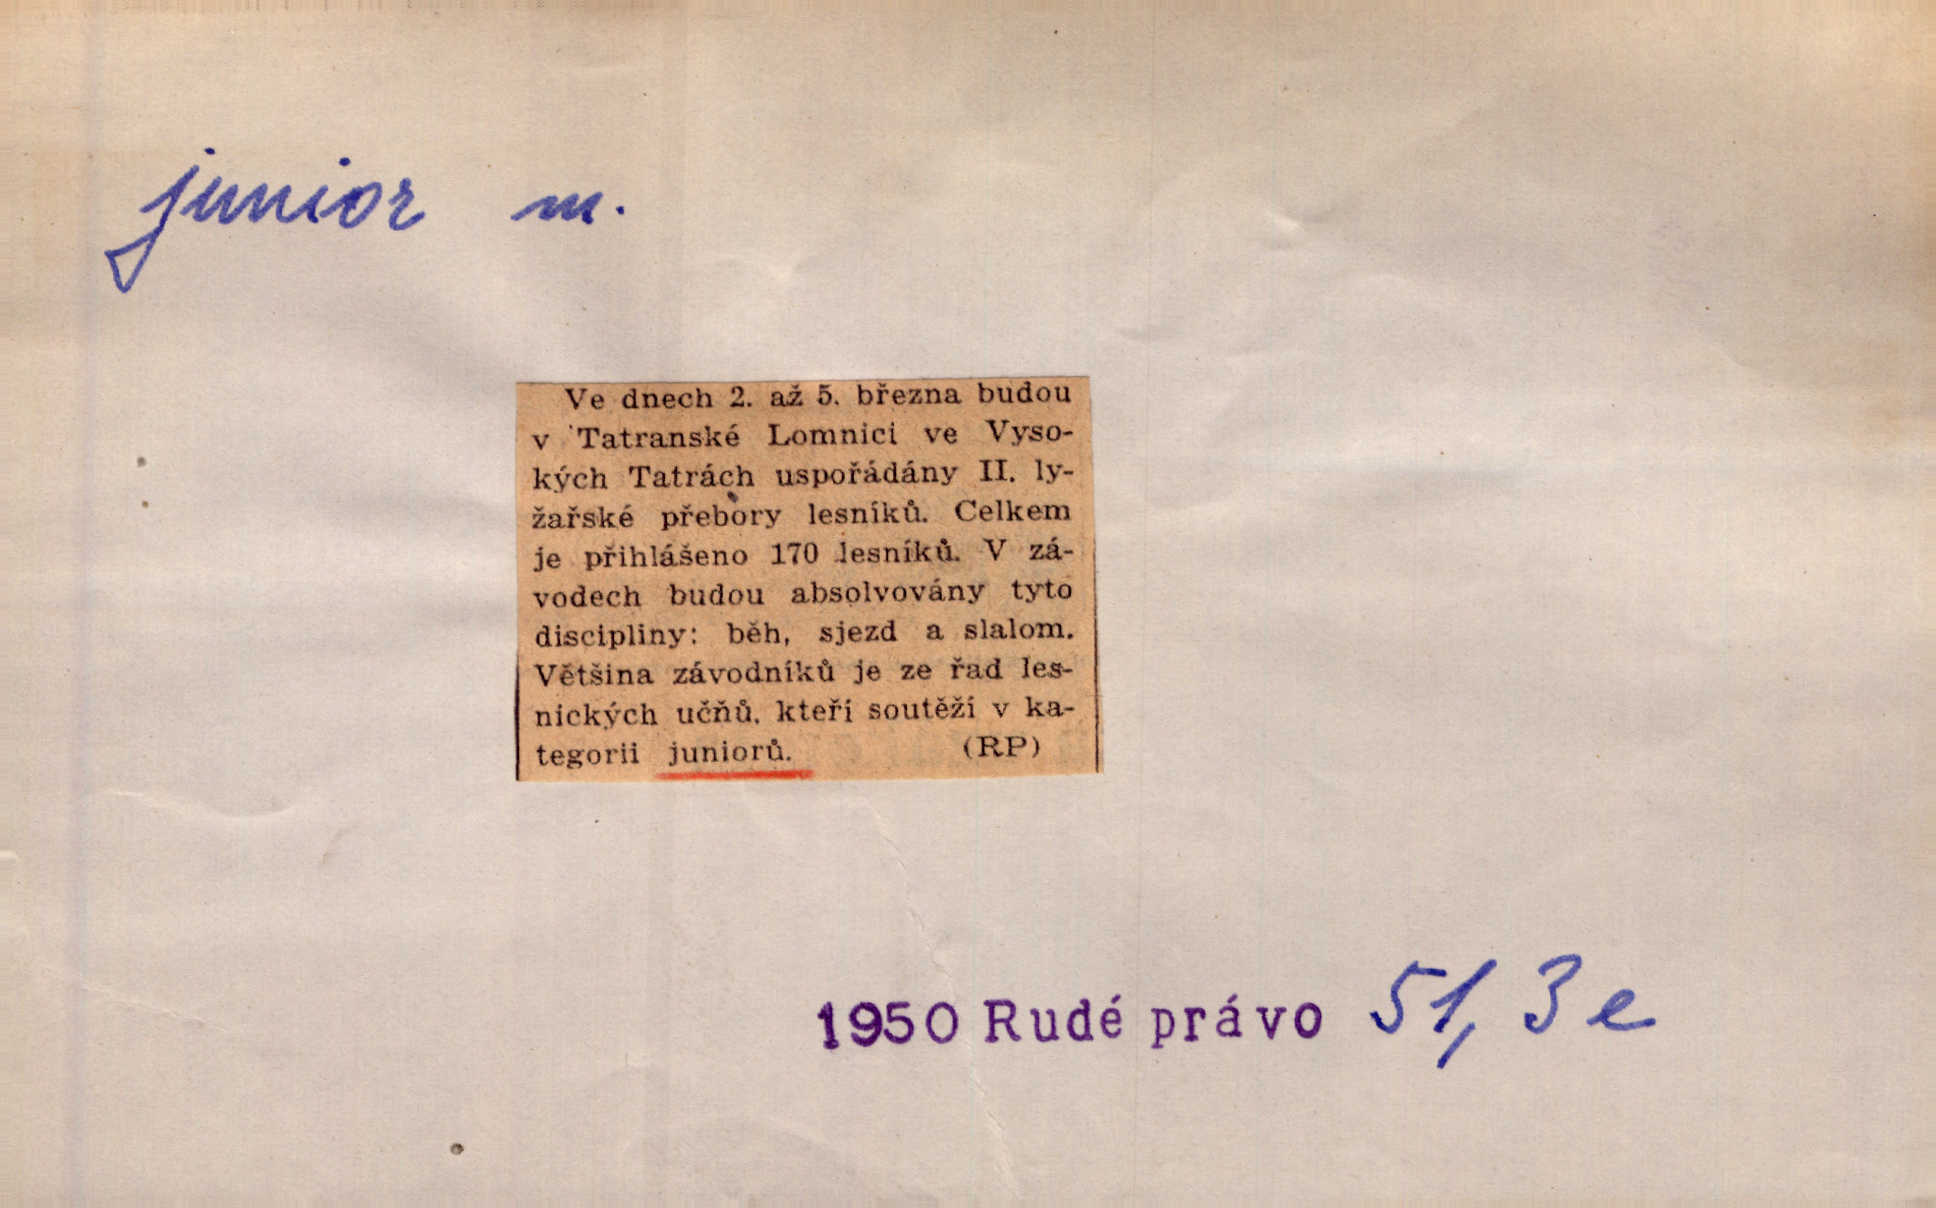 junior m.
Ve dnech 2. až 5. března budou
v Tatranské Lomnici ve Vyso-
kých Tatrách uspořádány II. ly-
žařské přebory lesníků. Celkem
je přihlášeno 170 lesníků. V zá-
vodech budou absolvovány tyto
discipliny: běh, sjezd a slalom.
Většina závodníků je ze řad les-
nických učňů, kteří soutěží v ka-
tegorii juniorů. (RP)
1950 Rudé právo 51, 3 e